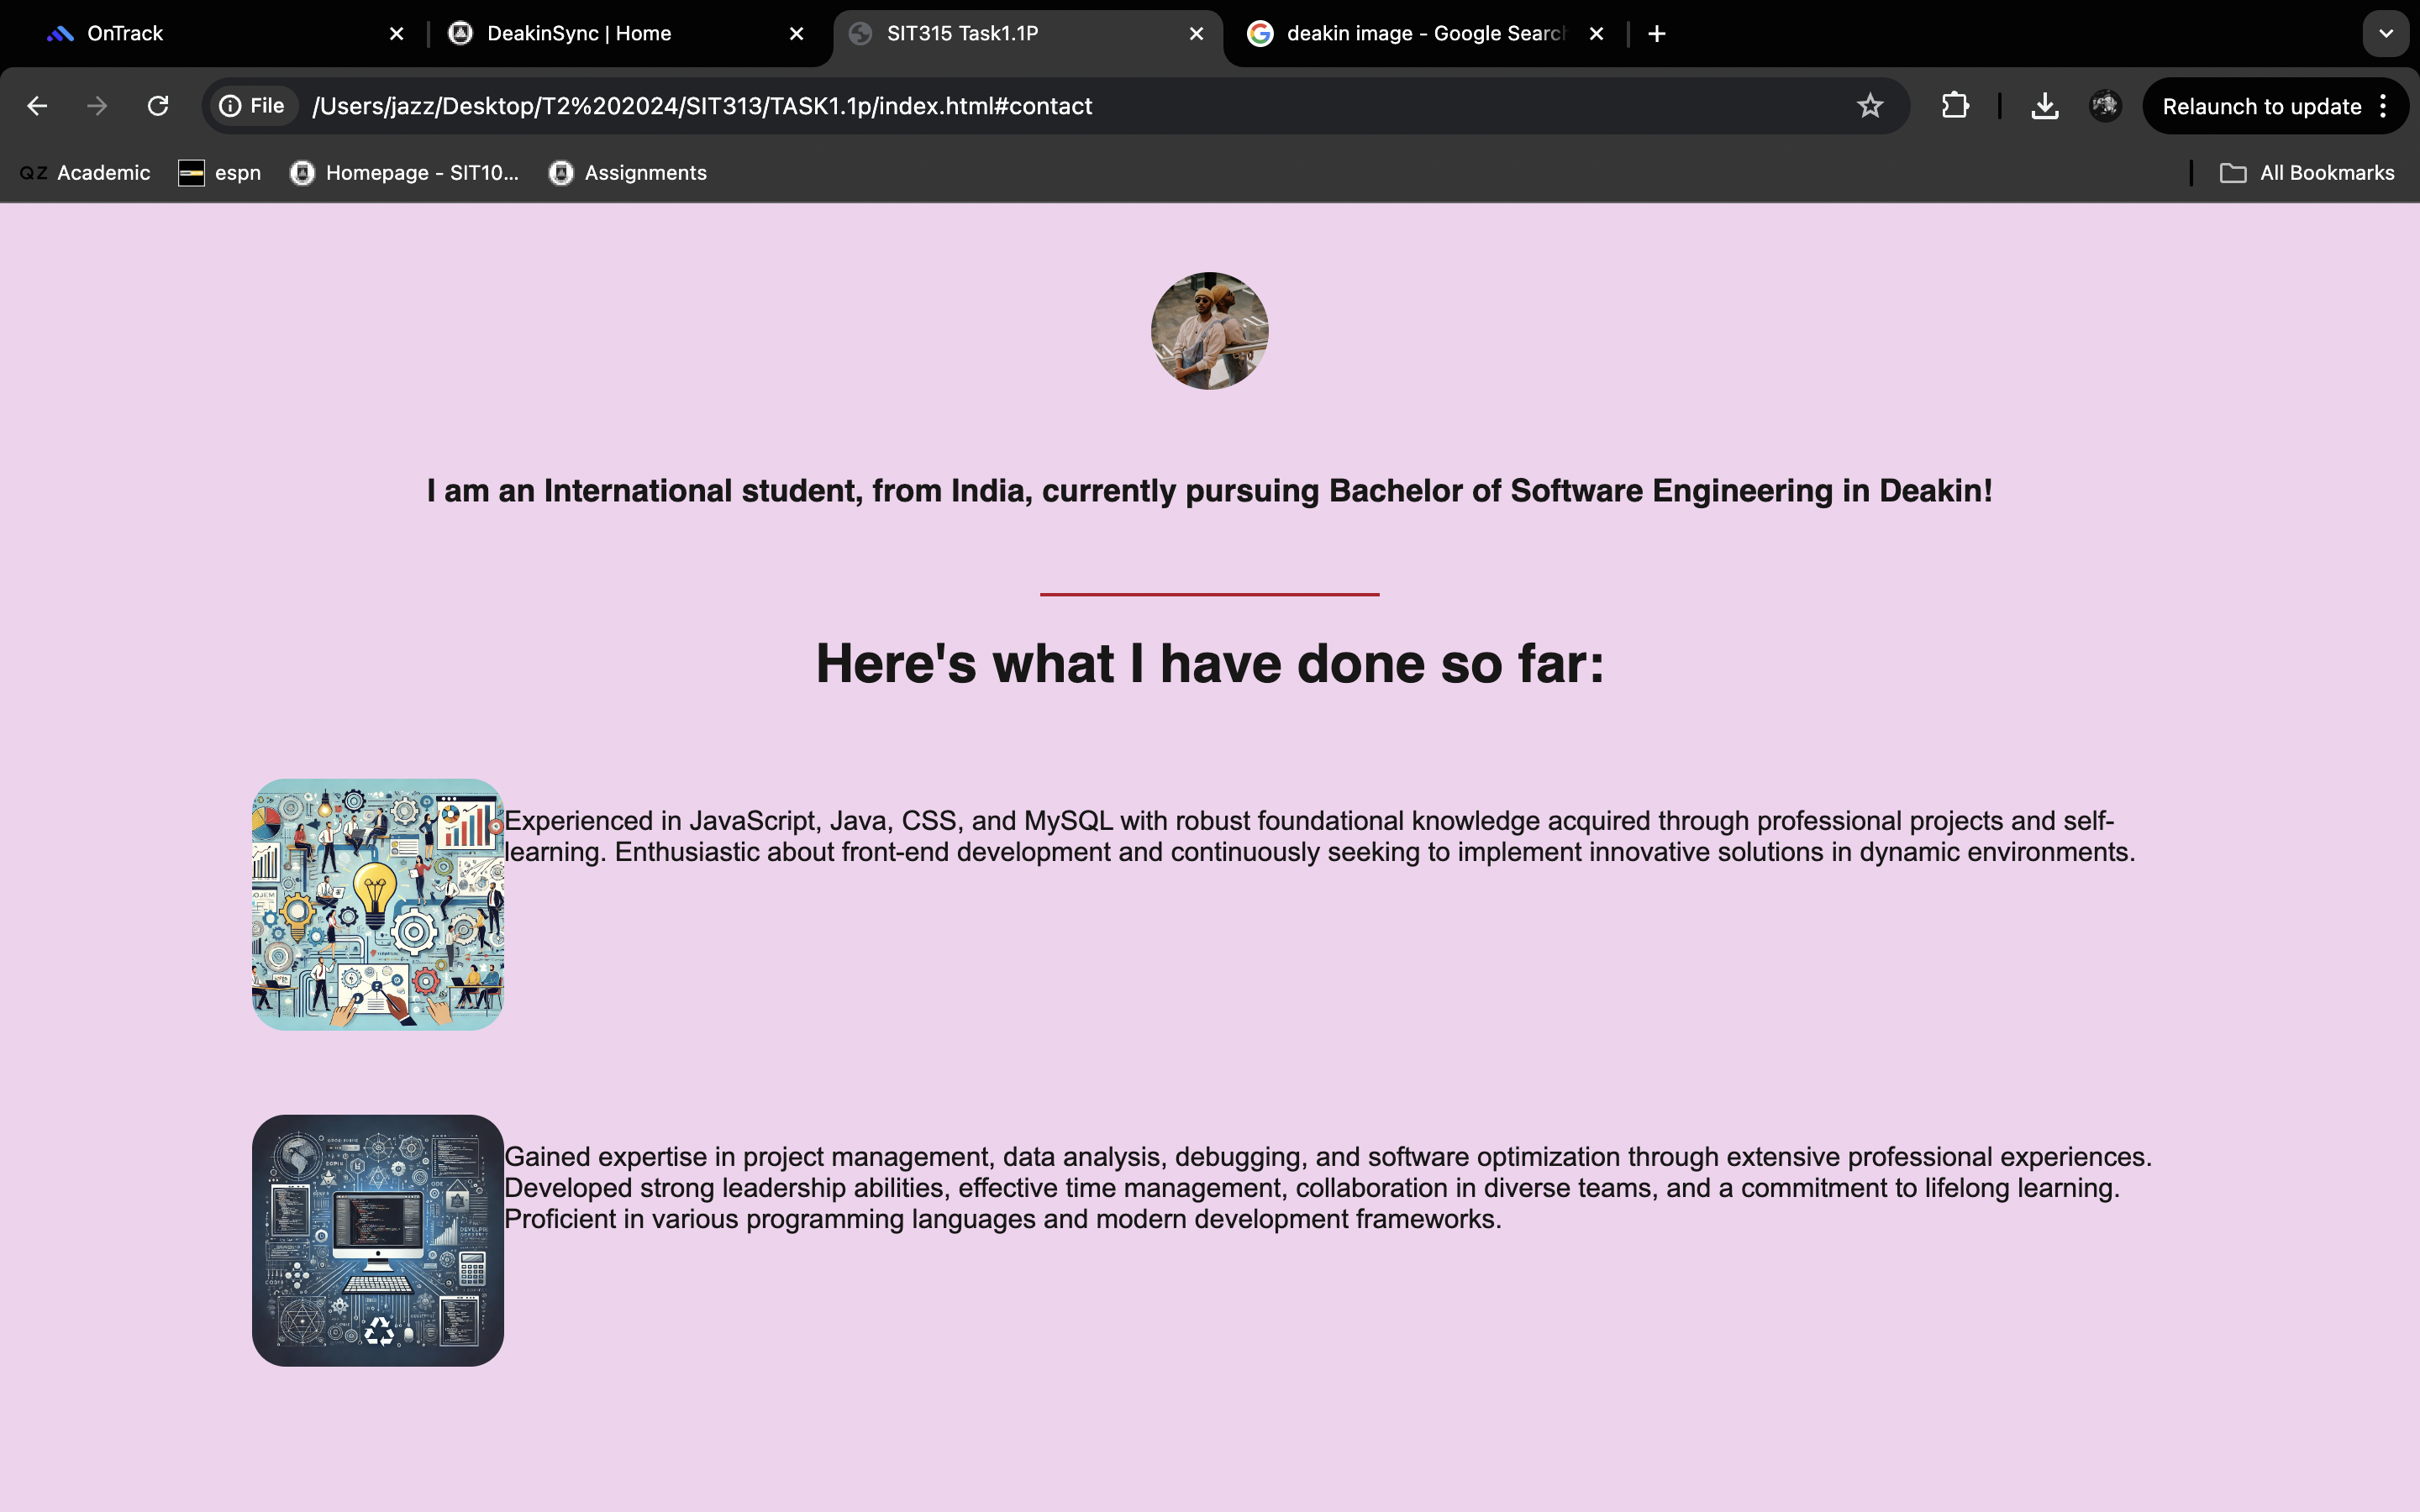 OnTrack
DeakinSync | Home
SIT315 Task1.1P
deakin image - Google Search
File
/Users/jazz/Desktop/T2%202024/SIT313/TASK1.1p/index.html#contact
Relaunch to update
QZ Academic
espn
Homepage - SIT10...
Assignments
All Bookmarks
I am an International student, from India, currently pursuing Bachelor of Software Engineering in Deakin!
Here's what I have done so far:
Experienced in JavaScript, Java, CSS, and MySQL with robust foundational knowledge acquired through professional projects and self-
learning. Enthusiastic about front-end development and continuously seeking to implement innovative solutions in dynamic environments.
Gained expertise in project management, data analysis, debugging, and software optimization through extensive professional experiences.
Developed strong leadership abilities, effective time management, collaboration in diverse teams, and a commitment to lifelong learning.
Proficient in various programming languages and modern development frameworks.